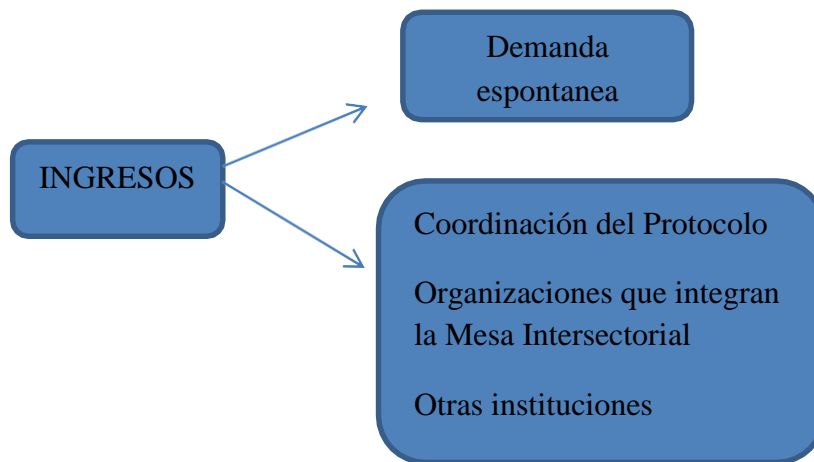 Demanda
espontanea
INGRESOS
Coordinación del Protocolo
Organizaciones que integran
la Mesa Intersectorial
Otras instituciones